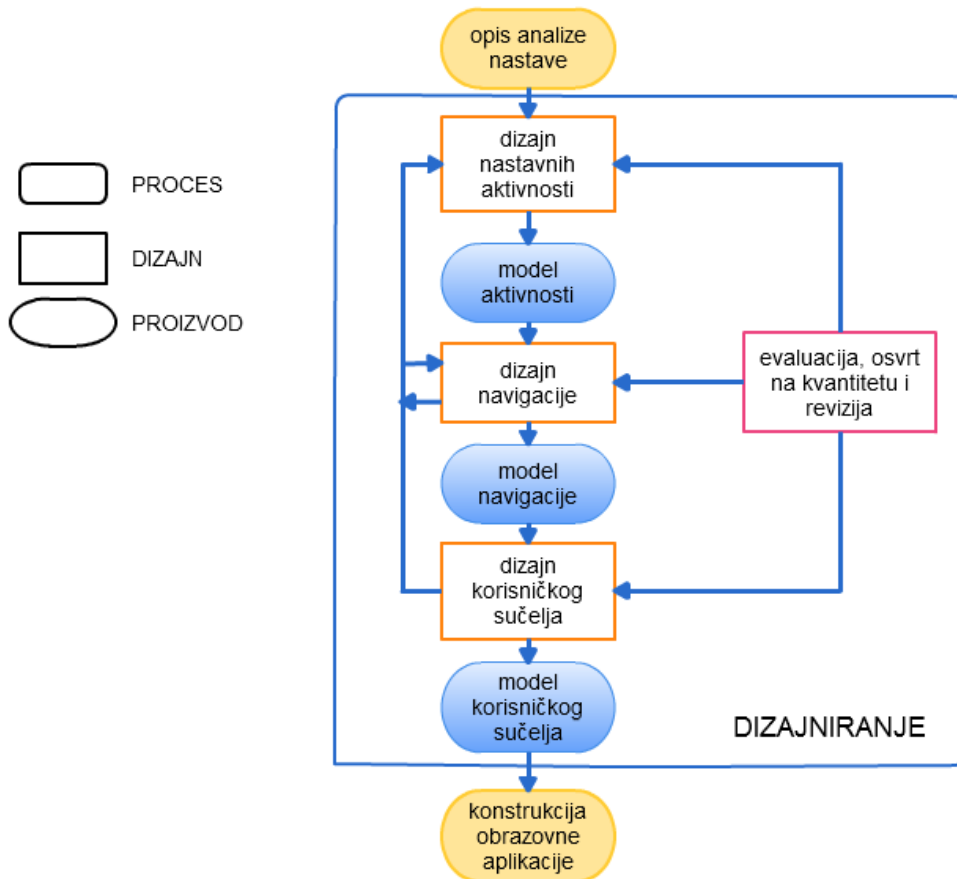 opis analize
nastave
dizajn
nastavnih
aktivnosti
PROCES
DIZAJN
PROIZVOD
model
aktivnosti
dizajn
navigacije
evaluacija, osvrt
na kvantitetu i
revizija
model
navigacije
dizajn
korisničkog
sučelja
model
korisničkog
sučelja
DIZAJNIRANJE
konstrukcija
obrazovne
aplikacije